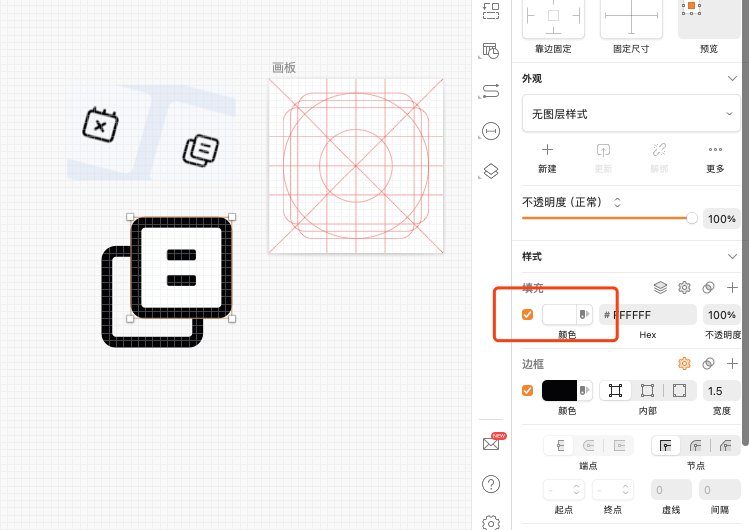 画板
靠边固定
固定尺寸
预览
外观
无图层样式
新建
更新
解绑
更多
不透明度 (正常)
100%
样式
填充
# FFFFFF
100%
颜色
Hex
不透明度
边框
1.5
颜色
内部
宽度
NEW
端点
节点
-
-
0
0
起点
终点
虚线
间隔